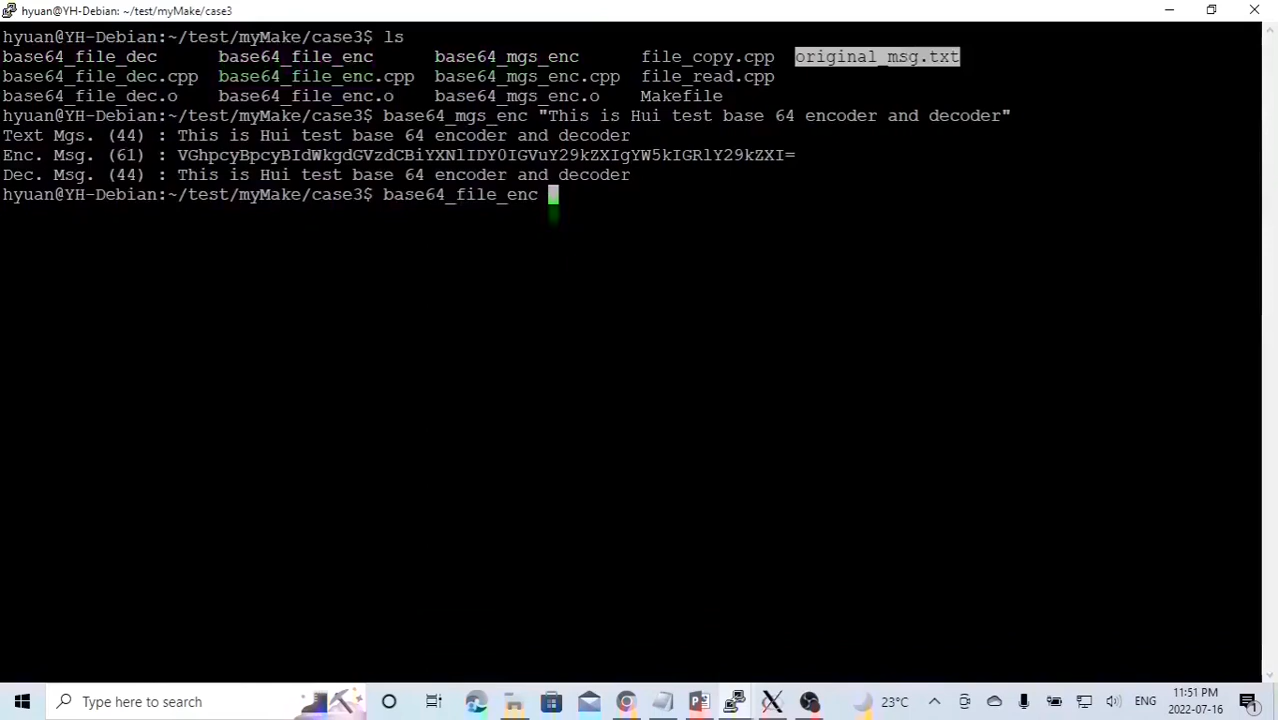 hyuan@YH-Debian: ~/test/myMake/case3
hyuan@YH-Debian:~/test/myMake/case3$ ls
base64_file_dec base64_file_enc base64_mgs_enc file_copy.cpp original_msg.txt
base64_file_dec.cpp base64_file_enc.cpp base64_mgs_enc.cpp file_read.cpp
base64_file_dec.o base64_file_enc.o base64_mgs_enc.o Makefile
hyuan@YH-Debian:~/test/myMake/case3$ base64_mgs_enc "This is Hui test base 64 encoder and decoder"
Text Mgs. (44) : This is Hui test base 64 encoder and decoder
Enc. Msg. (61) : VGhpcyBpcyBIdWkgdGVzdCBiYXNlIDY0IGVuY29kZXIgYW5kIGRlY29kZXI=
Dec. Msg. (44) : This is Hui test base 64 encoder and decoder
hyuan@YH-Debian:~/test/myMake/case3$ base64_file_enc
Type here to search
23°C
ENG
11:51 PM
2022-07-16
1